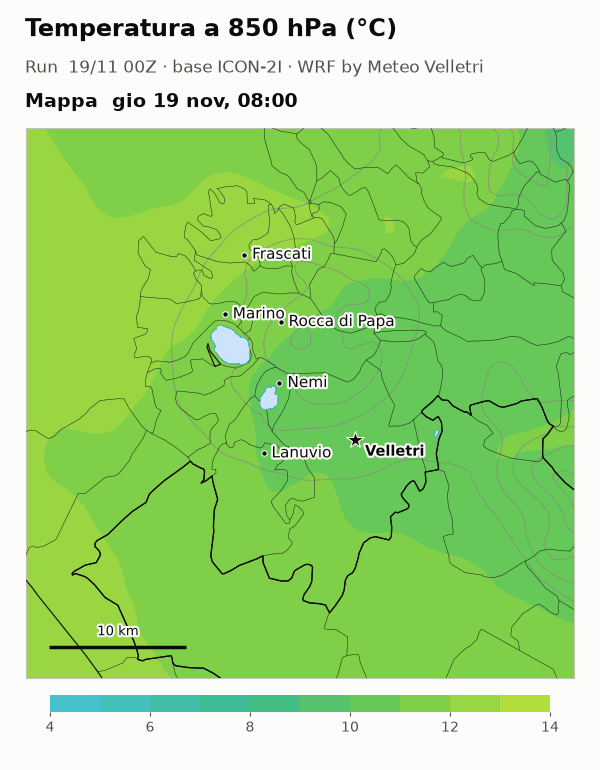 Temperatura a 850 hPa (°C)
Run  19/11 00Z · base ICON-2I · WRF by Meteo Velletri
Mappa  gio 19 nov, 08:00
Frascati
Marino
Rocca di Papa
Nemi
Velletri
Lanuvio
10 km
4 6 8 10 12 14